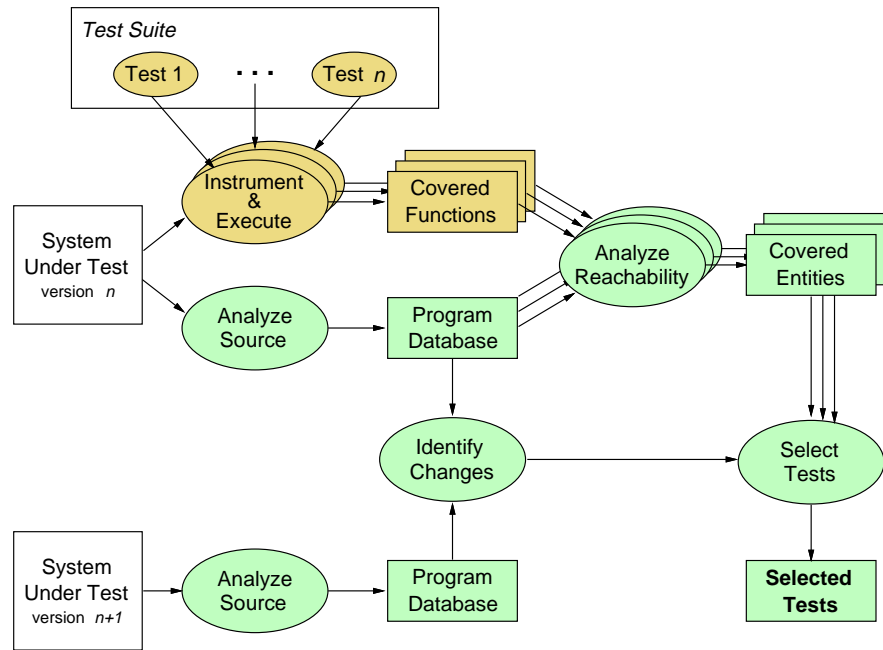 Test Suite
Test 1
. . .
Test n
Instrument
&
Execute
Covered
Functions
System
Under Test
version n
Analyze
Reachability
Covered
Entities
Analyze
Source
Program
Database
Identify
Changes
Select
Tests
System
Under Test
version n+1
Analyze
Source
Program
Database
Selected
Tests